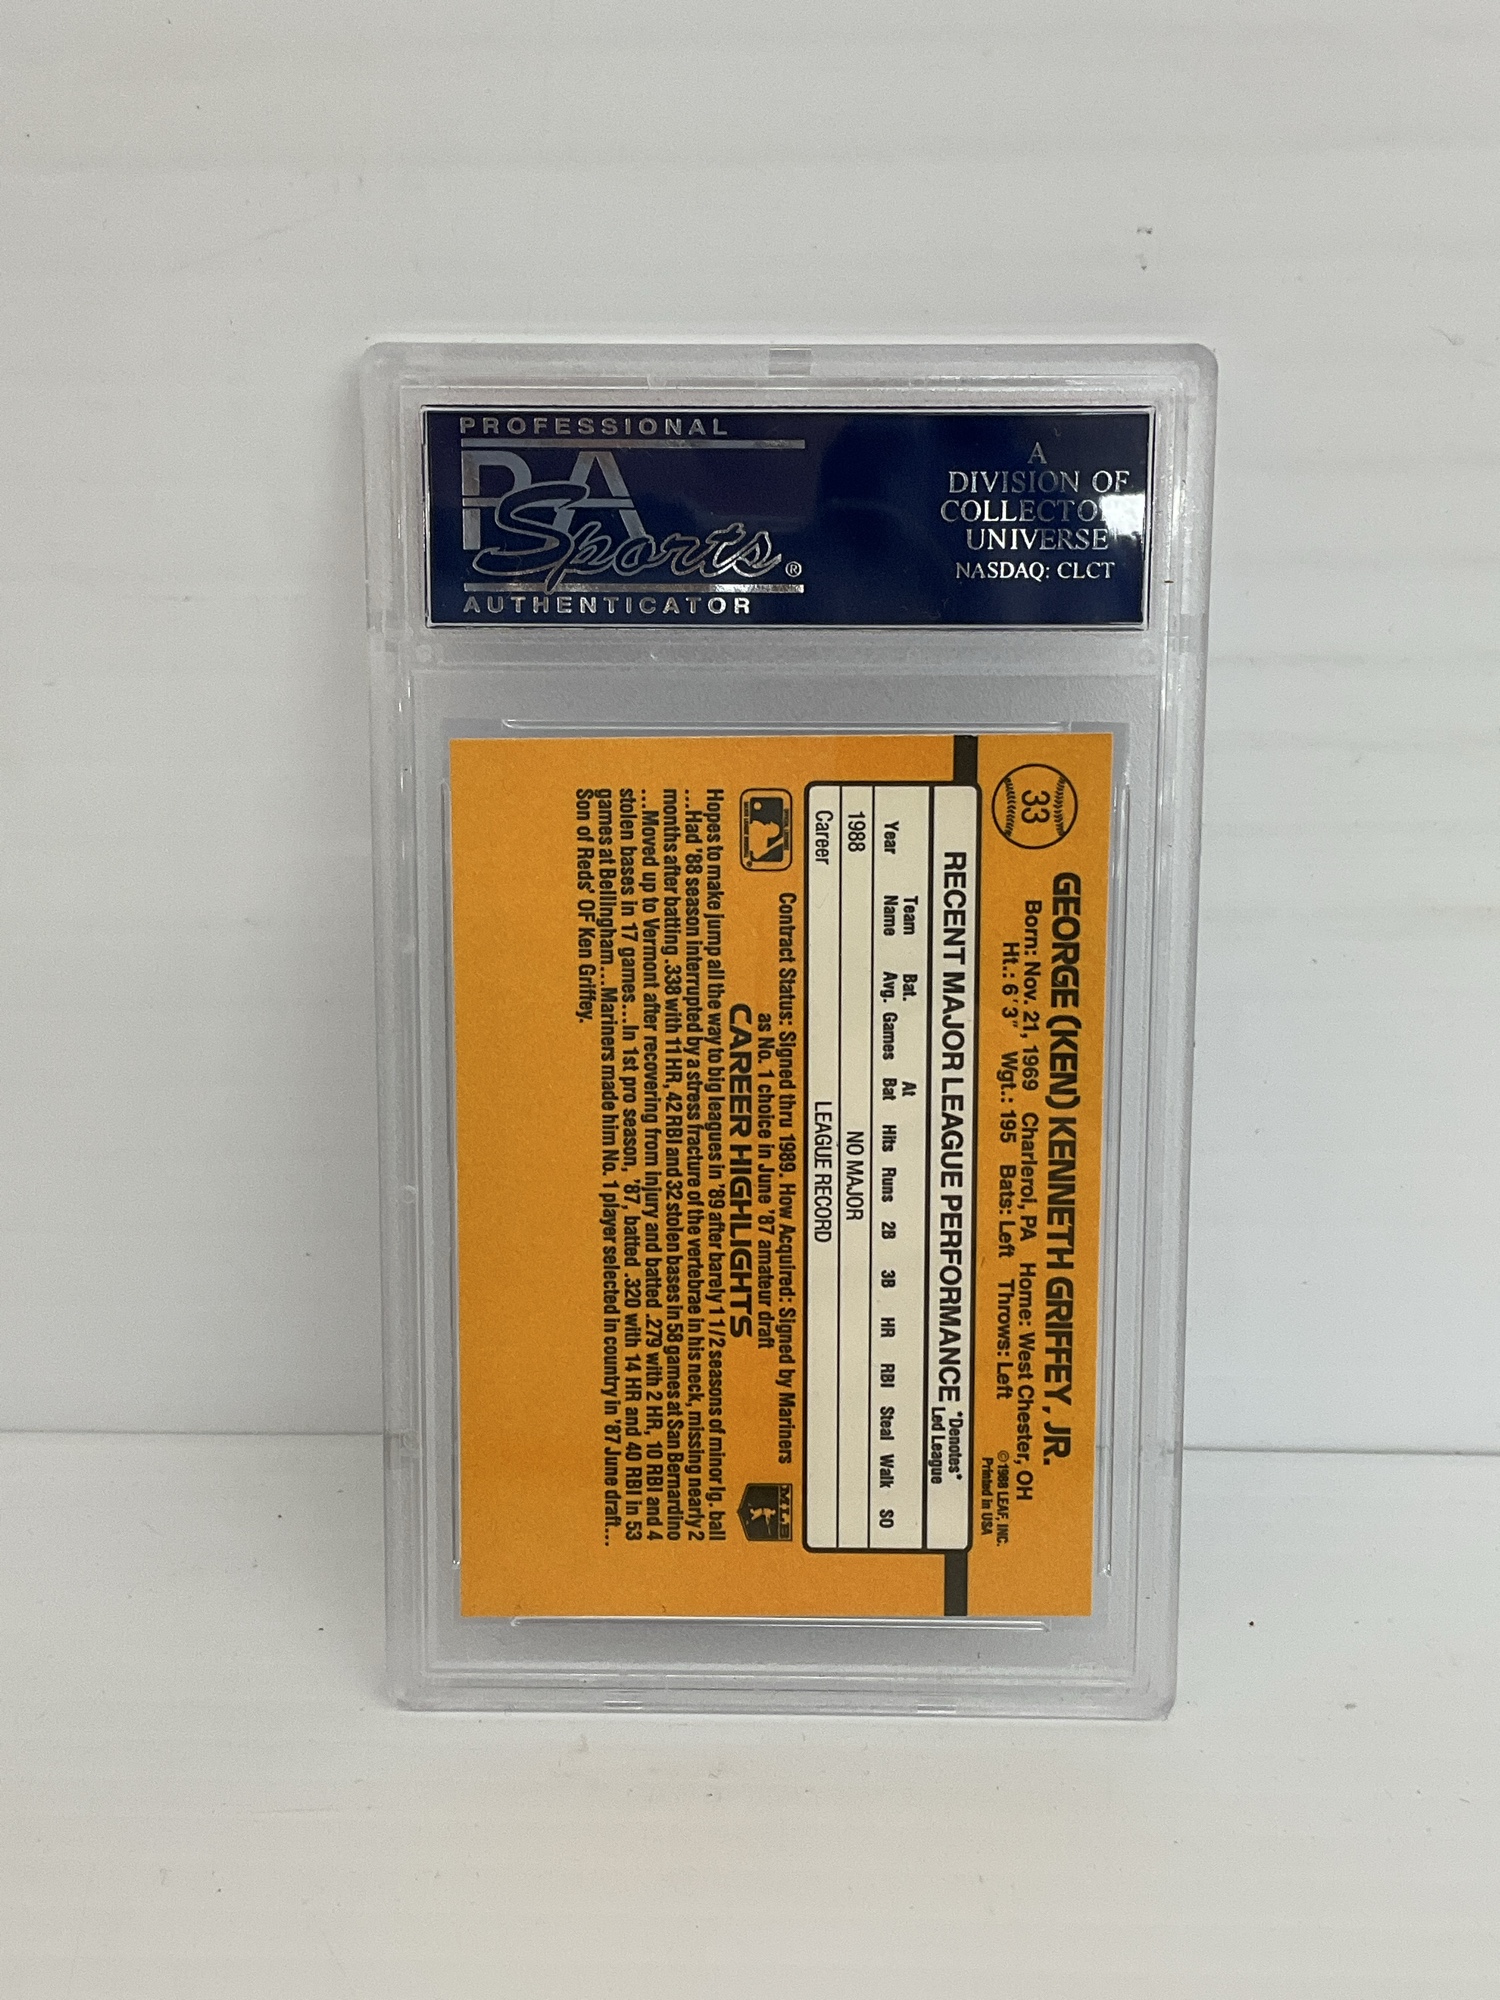 PROFESSIONAL
PSA
Sports®
AUTHENTICATOR
A
DIVISION OF
COLLECTO
UNIVERSE
NASDAQ: CLCT
33
GEORGE (KEN) KENNETH GRIFFEY, JR.
Born: Nov. 21, 1969 Charleroi, PA Home: West Chester, OH
Ht.: 6'3" Wgt.: 195 Bats: Left Throws: Left
©1988 LEAF, INC.
Printed in USA
RECENT MAJOR LEAGUE PERFORMANCE
*Denotes*
Led League
Year Team Name Bat. Avg. Games At Bat Hits Runs 2B 3B HR RBI Steal Walk SO
1988 NO MAJOR
Career LEAGUE RECORD
Contract Status: Signed thru 1989. How Acquired: Signed by Mariners
as No. 1 choice in June '87 amateur draft
MLB
CAREER HIGHLIGHTS
Hopes to make jump all the way to big leagues in '89 after barely 1 1/2 seasons of minor lg. ball
...Had '88 season interrupted by a stress fracture of the vertebrae in his neck, missing nearly 2
months after batting .338 with 11 HR, 42 RBI and 32 stolen bases in 58 games at San Bernardino
...Moved up to Vermont after recovering from injury and batted .279 with 2 HR, 10 RBI and 4
stolen bases in 17 games...In 1st pro season, '87, batted .320 with 14 HR and 40 RBI in 53
games at Bellingham...Mariners made him No. 1 player selected in country in '87 June draft...
Son of Reds' OF Ken Griffey.